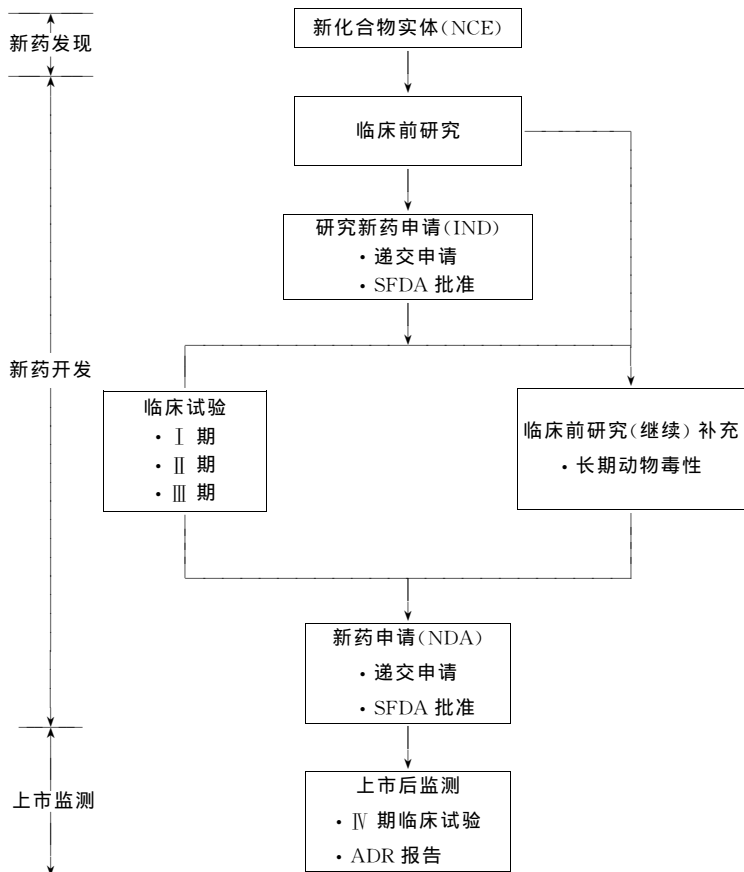 新药发现
新化合物实体(NCE)
临床前研究
研究新药申请(IND)
• 递交申请
• SFDA 批准
新药开发
临床试验
• Ⅰ 期
• Ⅱ 期
• Ⅲ 期
临床前研究(继续) 补充
• 长期动物毒性
新药申请(NDA)
• 递交申请
• SFDA 批准
上市监测
上市后监测
• Ⅳ 期临床试验
• ADR 报告